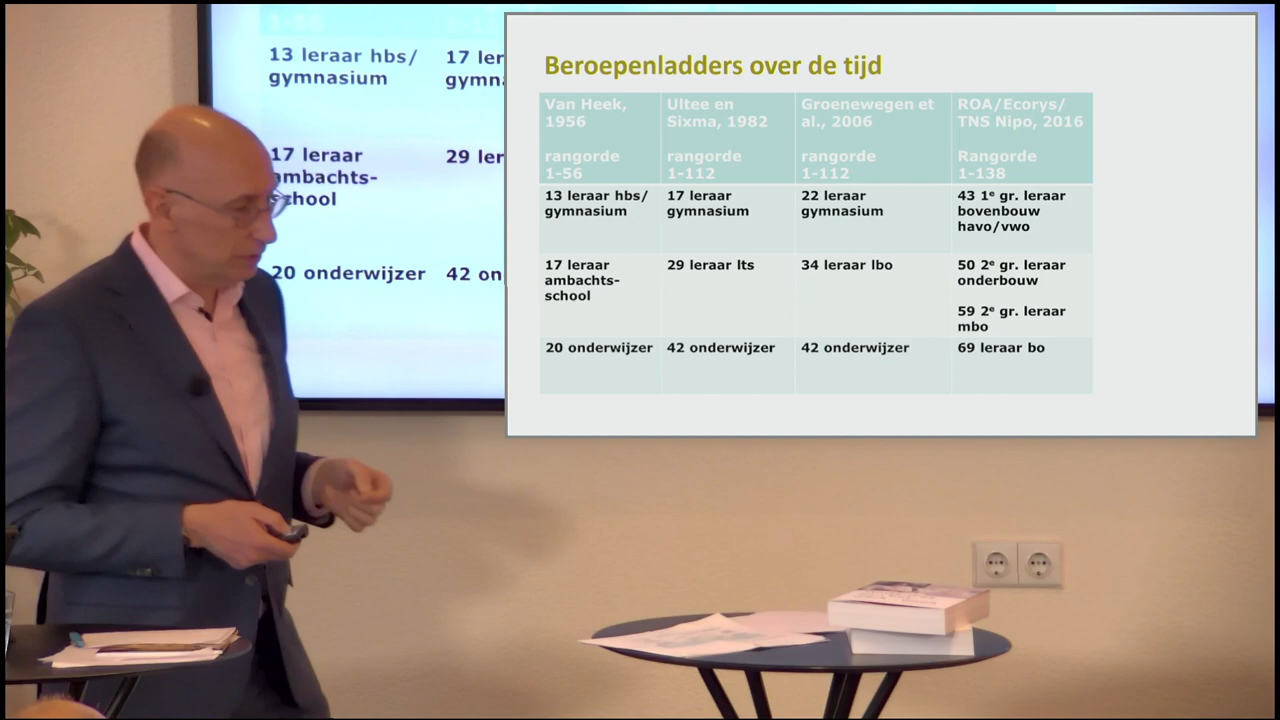 1-56
13 leraar hbs/
gymnasium
17 leraar
ambachts-
school
20 onderwijzer
17 ler
gymn
29 ler
42 on
Beroepenladders over de tijd
Van Heek,
1956
rangorde
1-56
Ultee en
Sixma, 1982
rangorde
1-112
Groenewegen et
al., 2006
rangorde
1-112
ROA/Ecorys/
TNS Nipo, 2016
Rangorde
1-138
13 leraar hbs/
gymnasium
17 leraar
gymnasium
22 leraar
gymnasium
43 1e gr. leraar
bovenbouw
havo/vwo
17 leraar
ambachts-
school
29 leraar lts
34 leraar lbo
50 2e gr. leraar
onderbouw
59 2e gr. leraar
mbo
20 onderwijzer
42 onderwijzer
42 onderwijzer
69 leraar bo